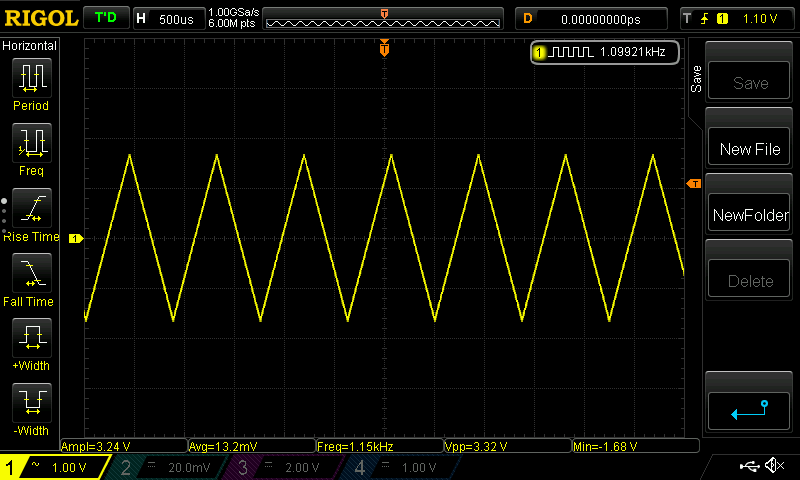 RIGOL T'D H 500us 1.00GSa/s 6.00M pts T D 0.00000000ps T 1 1.10 V
Horizontal
1 1.09921kHz
T
Save
Save
Period
New File
Freq
T
NewFolder
Rise Time
1
Delete
Fall Time
+Width
-Width
Ampl=3.24 V Avg=13.2mV Freq=1.15kHz Vpp=3.32 V Min=-1.68 V
1 ~ 1.00 V 2 20.0mV 3 2.00 V 4 1.00 V